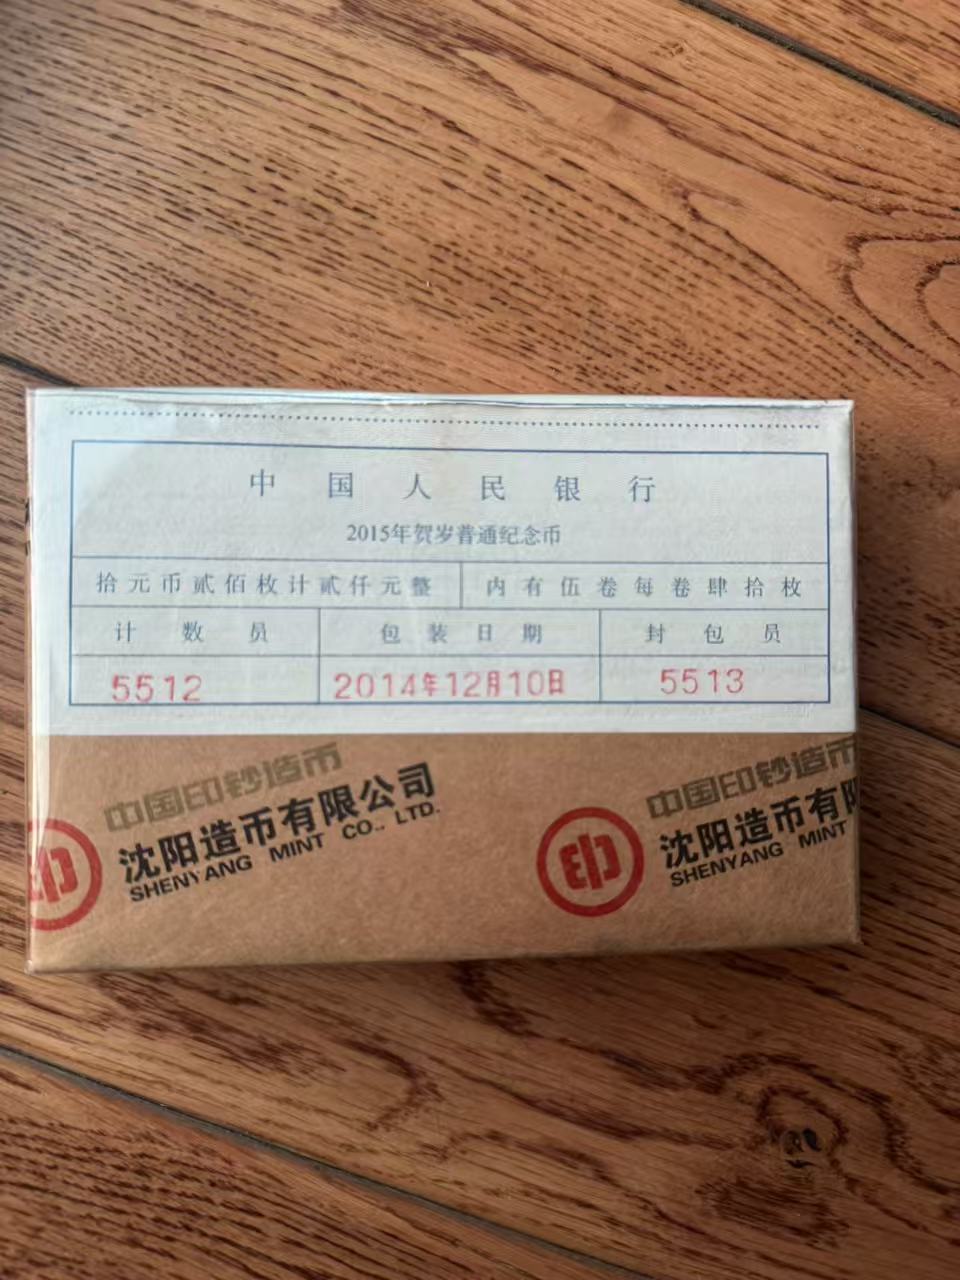 中国人民银行
2015年贺岁普通纪念币
拾元币贰佰枚计贰仟元整 内有伍卷每卷肆拾枚
计数员 包装日期 封包员
5512 2014年12月10日 5513
中国印钞造币
沈阳造币有限公司
SHENYANG MINT CO., LTD.
印
中国印钞造币
沈阳造币有限
SHENYANG MINT
印